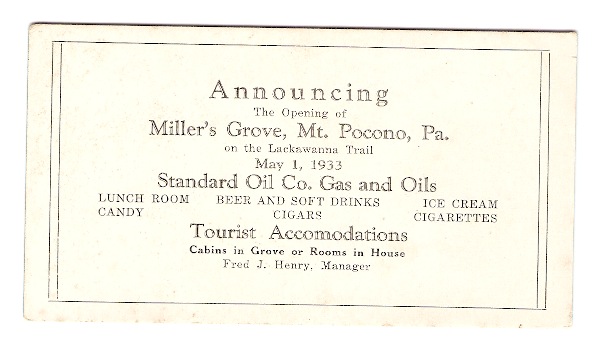 Announcing
The Opening of
Miller's Grove, Mt. Pocono, Pa.
on the Lackawanna Trail
May 1, 1933
Standard Oil Co. Gas and Oils
LUNCH ROOM BEER AND SOFT DRINKS ICE CREAM
CANDY CIGARS CIGARETTES
Tourist Accomodations
Cabins in Grove or Rooms in House
Fred J. Henry, Manager